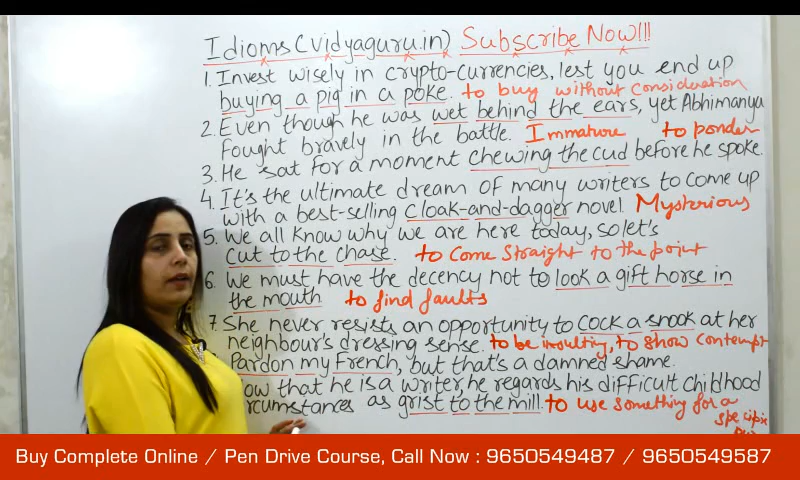 Idioms (vidyaguru.in) Subscribe Now!!!
1. Invest wisely in crypto-currencies, lest you end up
buying a pig in a poke. to buy without consideration
2. Even though he was wet behind the ears, yet Abhimanyu
fought bravely in the battle. Immature to ponder
3. He sat for a moment chewing the cud before he spoke.
4. It's the ultimate dream of many writers to come up
with a best-selling cloak-and-dagger novel. Mysterious
5. We all know why we are here today, so let's
cut to the chase. to come straight to the point
6. We must have the decency not to look a gift horse in
the mouth to find faults
7. She never resists an opportunity to cock a snook at her
neighbour's dressing sense. to be insulting, to show contempt
Pardon my French, but that's a damned shame.
ow that he is a writer, he regards his difficult childhood
rcumstances as grist to the mill. to use something for a
specific
Buy Complete Online / Pen Drive Course, Call Now : 9650549487 / 9650549587